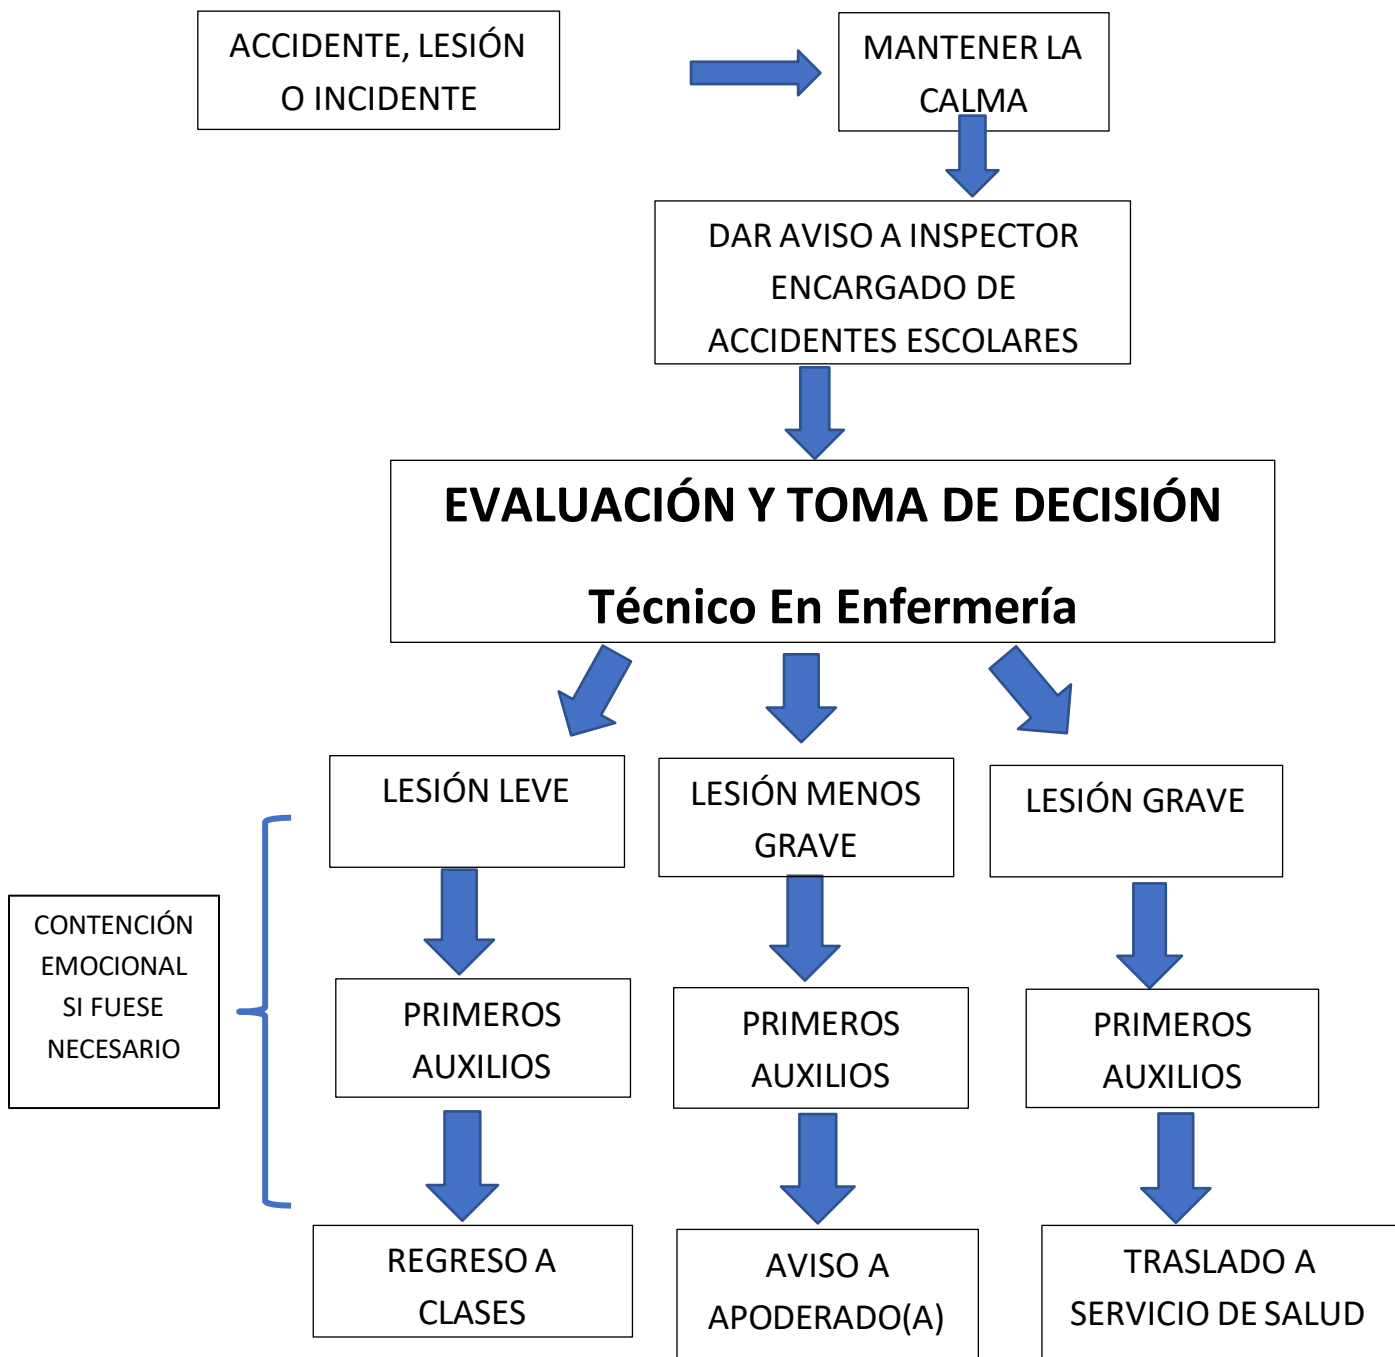 ACCIDENTE, LESIÓN
O INCIDENTE
MANTENER LA
CALMA
DAR AVISO A INSPECTOR
ENCARGADO DE
ACCIDENTES ESCOLARES
EVALUACIÓN Y TOMA DE DECISIÓN
Técnico En Enfermería
LESIÓN LEVE
LESIÓN MENOS
GRAVE
LESIÓN GRAVE
CONTENCIÓN
EMOCIONAL
SI FUESE
NECESARIO
PRIMEROS
AUXILIOS
PRIMEROS
AUXILIOS
PRIMEROS
AUXILIOS
REGRESO A
CLASES
AVISO A
APODERADO(A)
TRASLADO A
SERVICIO DE SALUD